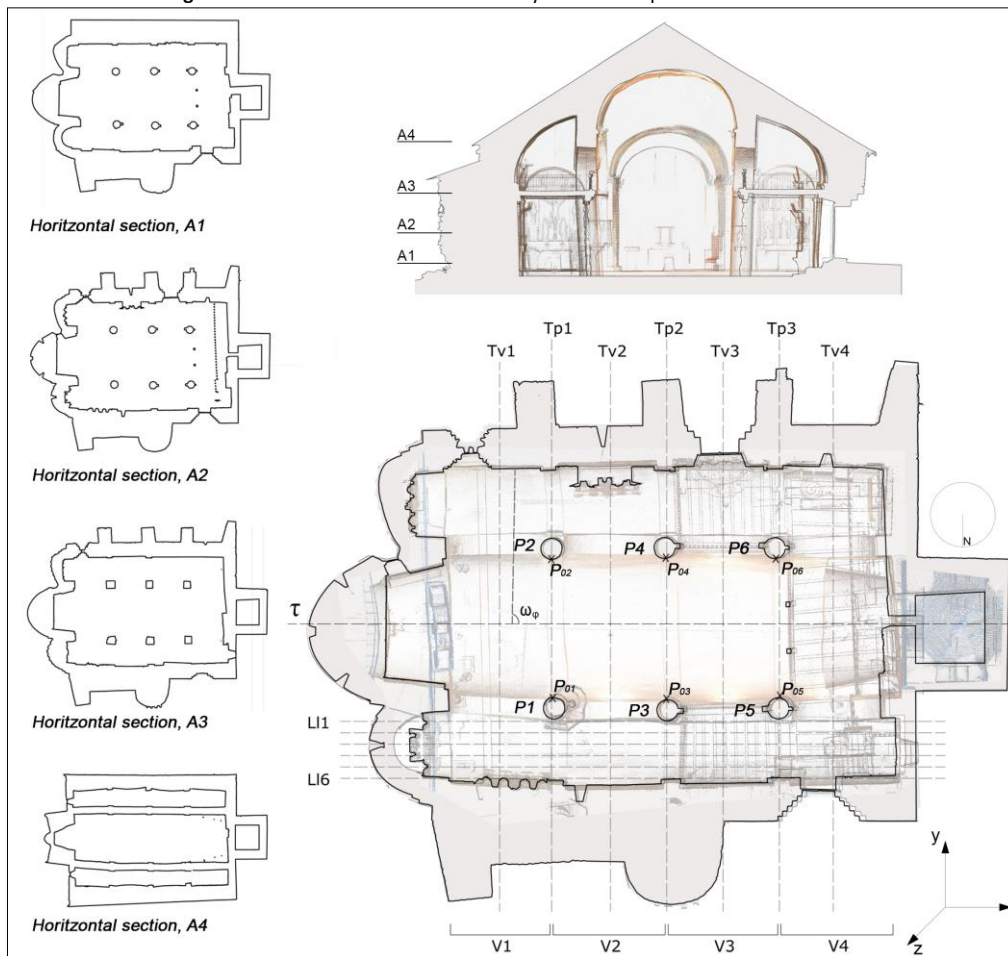 Horitzontal section, A1
Horitzontal section, A2
Horitzontal section, A3
Horitzontal section, A4
A4
A3
A2
A1
Tp1 Tp2 Tp3
Tv1 Tv2 Tv3 Tv4
P2 P4 P6
P02 P04 P06
N
τ
ωφ
P01 P03 P05
P1 P3 P5
Ll1
Ll6
y
z
V1 V2 V3 V4